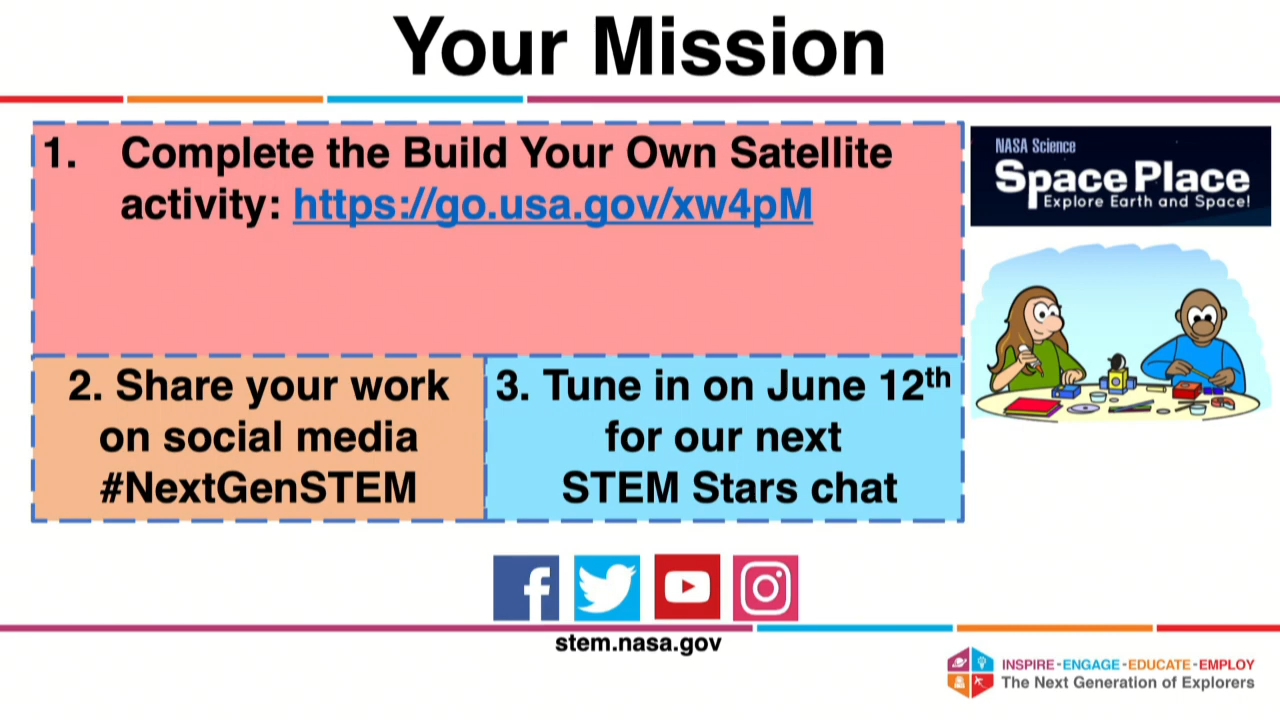 Your Mission
1. Complete the Build Your Own Satellite
activity: https://go.usa.gov/xw4pM
NASA Science
Space Place
Explore Earth and Space!
2. Share your work
on social media
#NextGenSTEM
3. Tune in on June 12th
for our next
STEM Stars chat
stem.nasa.gov
INSPIRE - ENGAGE - EDUCATE - EMPLOY
The Next Generation of Explorers